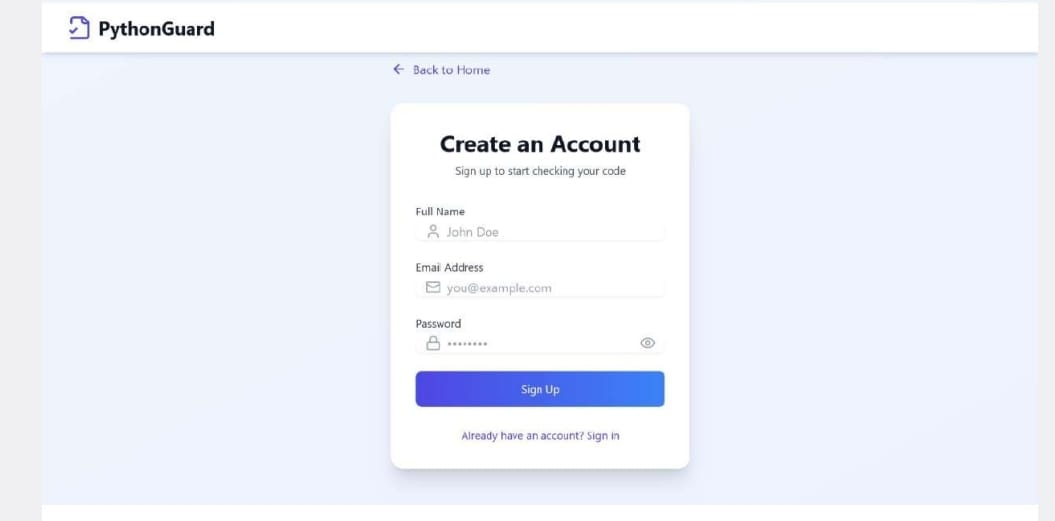 PythonGuard
Back to Home
Create an Account
Sign up to start checking your code
Full Name
John Doe
Email Address
you@example.com
Password
••••••••
Sign Up
Already have an account? Sign in